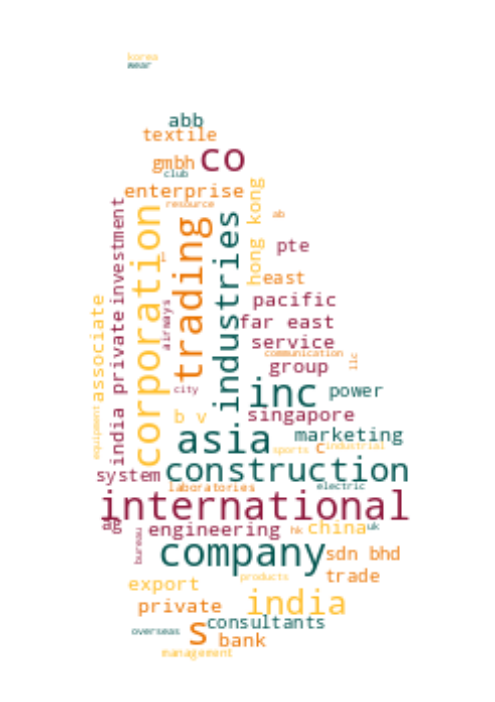 korea
wear
abb
textile
gmbh
co
club
enterprise
resource
hong kong
ab
india private investment
corporation
trading
industries
pte
east
pacific
far east
airways
associate
service
communication
llc
group
city
inc
power
b v
singapore
equipment
asia
marketing
sports
c
industrial
system
construction
laboratories
electric
international
ag
engineering
hk
china
uk
bureau
company
sdn bhd
products
trade
export
private
india
overseas
s
consultants
bank
management